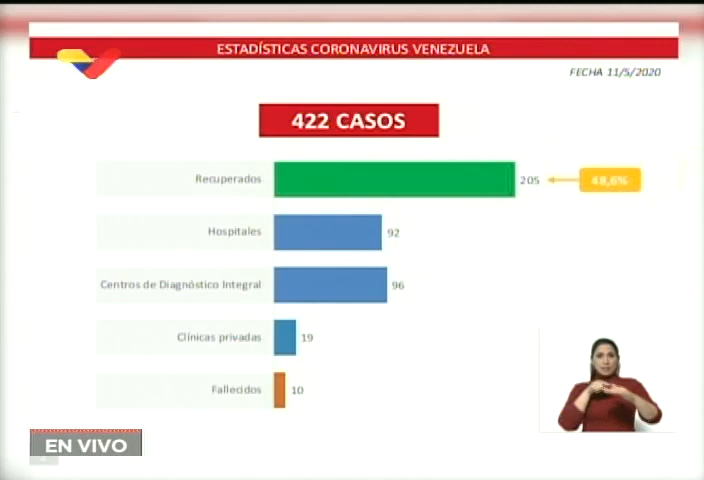 ESTADÍSTICAS CORONAVIRUS VENEZUELA
FECHA 11/5/2020
422 CASOS
Recuperados 205 48,6%
Hospitales 92
Centros de Diagnóstico Integral 96
Clínicas privadas 19
Fallecidos 10
EN VIVO